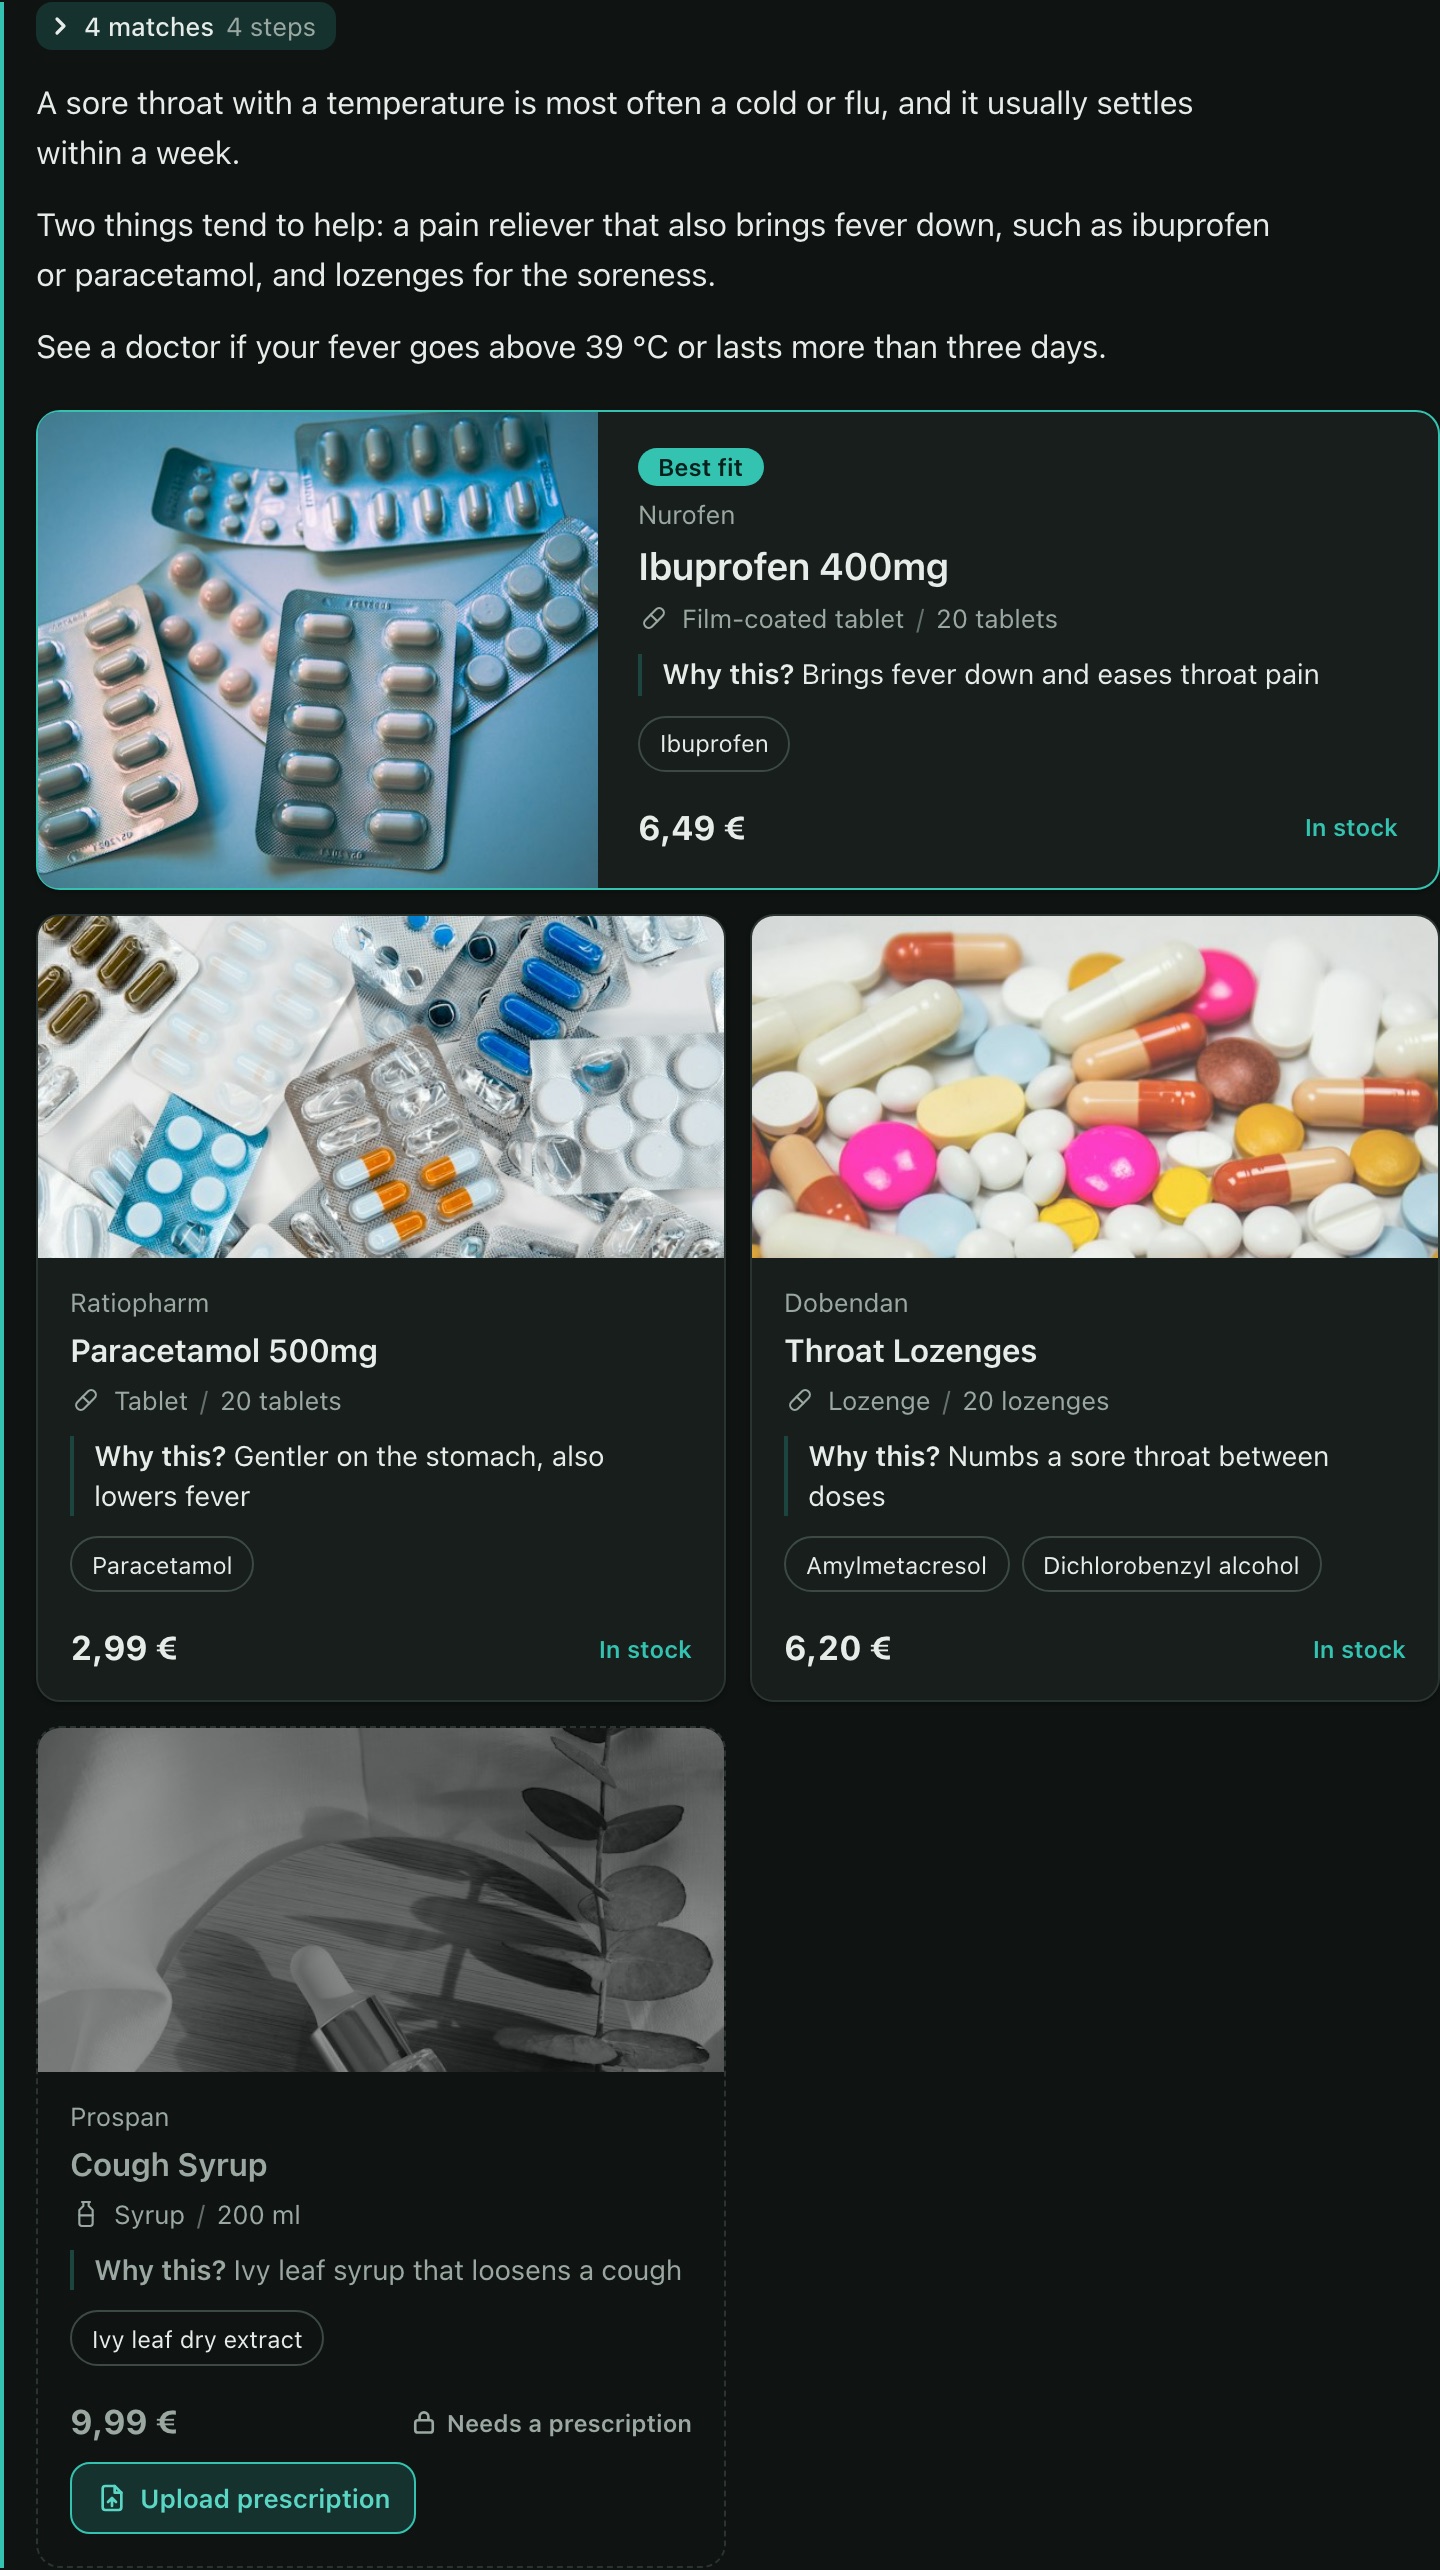 4 matches 4 steps
A sore throat with a temperature is most often a cold or flu, and it usually settles
within a week.
Two things tend to help: a pain reliever that also brings fever down, such as ibuprofen
or paracetamol, and lozenges for the soreness.
See a doctor if your fever goes above 39 °C or lasts more than three days.
Best fit
Nurofen
Ibuprofen 400mg
Film-coated tablet / 20 tablets
Why this? Brings fever down and eases throat pain
Ibuprofen
6,49 €
In stock
Ratiopharm
Paracetamol 500mg
Tablet / 20 tablets
Why this? Gentler on the stomach, also
lowers fever
Paracetamol
2,99 €
In stock
Dobendan
Throat Lozenges
Lozenge / 20 lozenges
Why this? Numbs a sore throat between
doses
Amylmetacresol
Dichlorobenzyl alcohol
6,20 €
In stock
Prospan
Cough Syrup
Syrup / 200 ml
Why this? Ivy leaf syrup that loosens a cough
Ivy leaf dry extract
9,99 €
Needs a prescription
Upload prescription